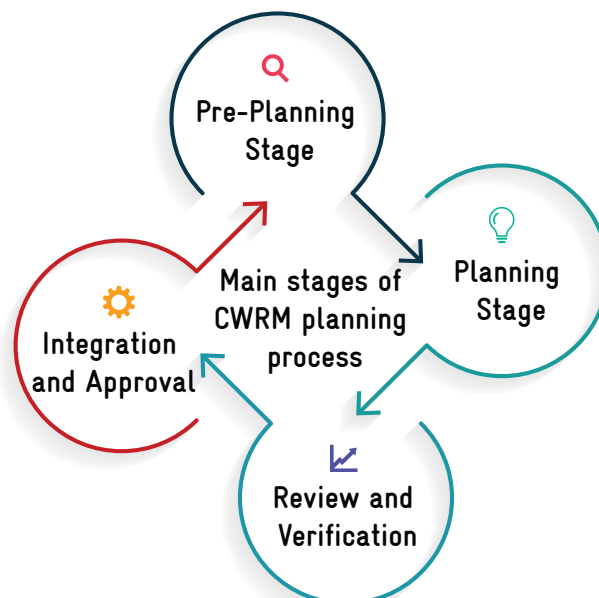 Pre-Planning
Stage
Planning
Stage
Main stages of
CWRM planning
process
Integration
and Approval
Review and
Verification